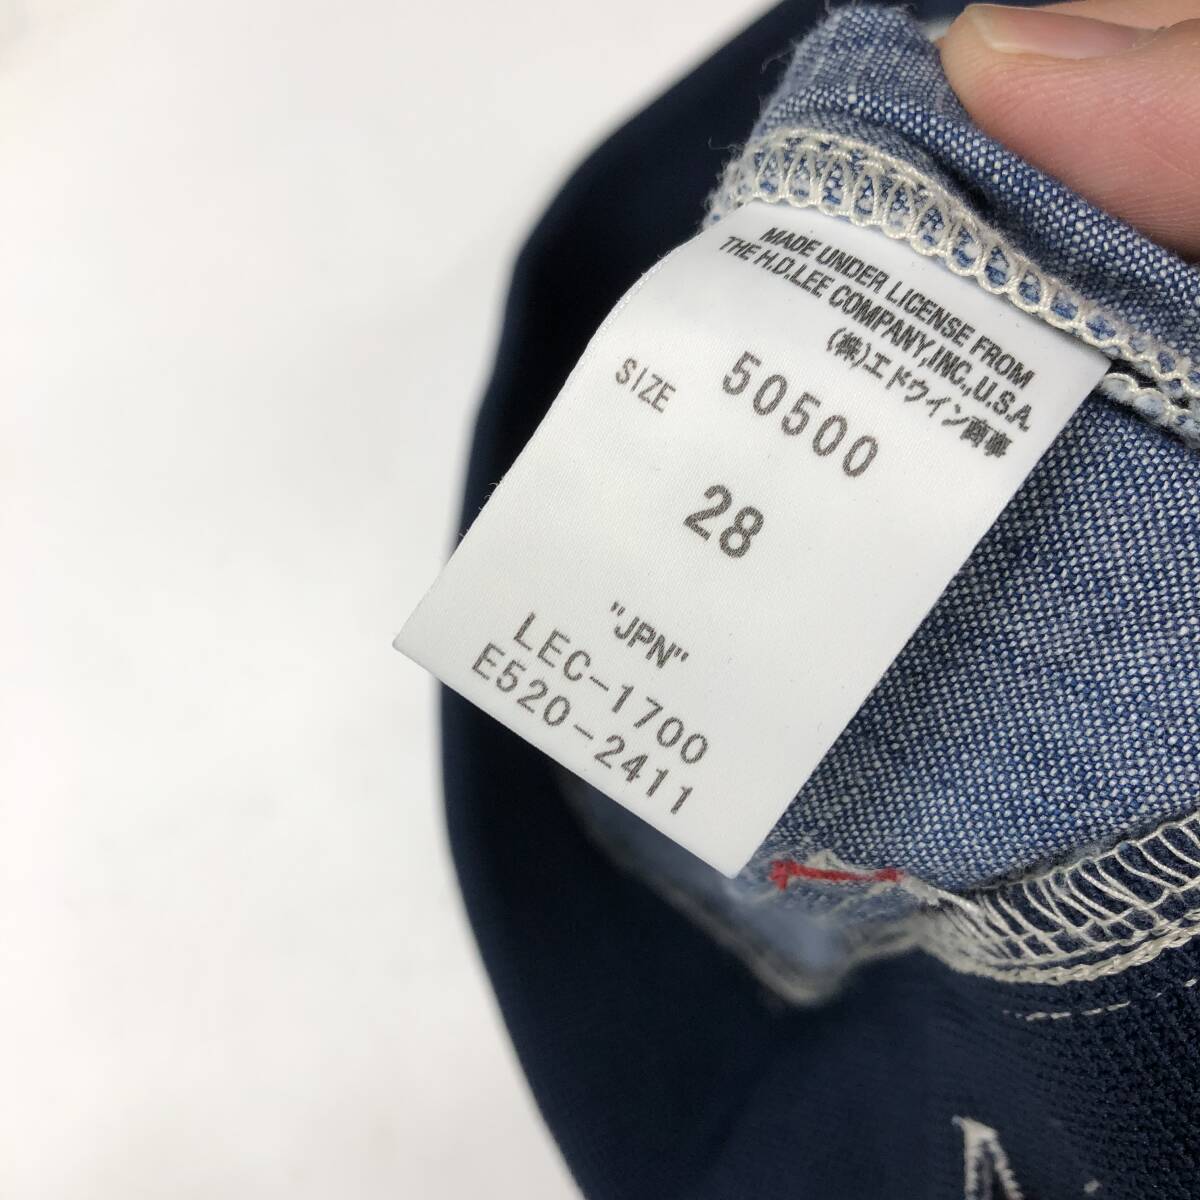 MADE UNDER LICENSE FROM
THE H.D.LEE COMPANY,INC.,U.S.A.
(株)エドウイン商事
50500
SIZE 28
"JPN"
LEC-1700
E520-2411